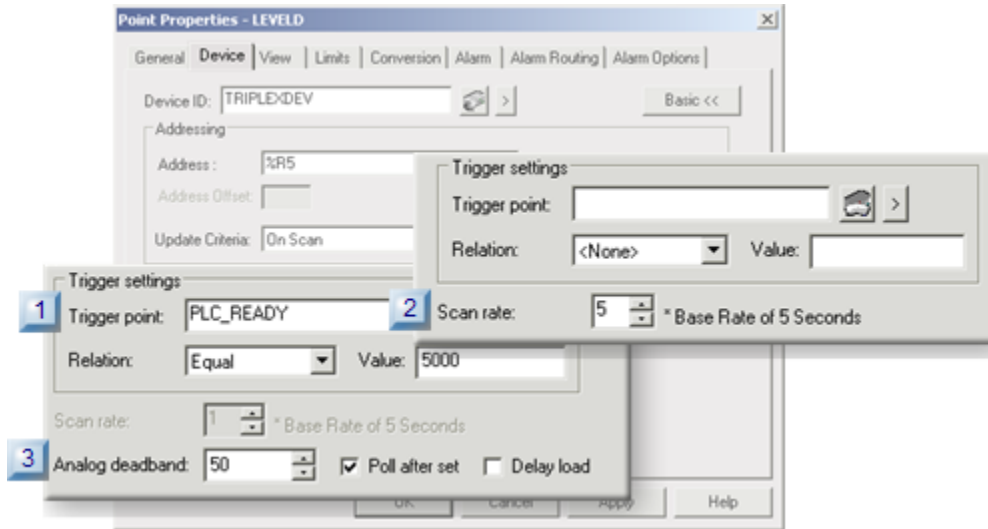 Point Properties - LEVELD
General Device View Limits Conversion Alarm Alarm Routing Alarm Options
Device ID: TRIPLEXDEV > Basic <<
Addressing
Address : %R5
Address Offset:
Update Criteria: On Scan
Trigger settings
Trigger point: >
Relation: <None> Value:
2 Scan rate: 5 * Base Rate of 5 Seconds
Trigger settings
1 Trigger point: PLC_READY
Relation: Equal Value: 5000
Scan rate: 1 * Base Rate of 5 Seconds
3 Analog deadband: 50 Poll after set Delay load
OK Cancel Apply Help